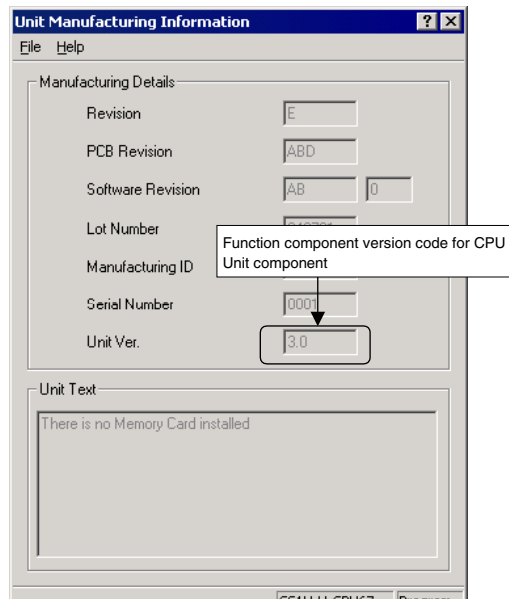 Unit Manufacturing Information
File Help
Manufacturing Details
Revision E
PCB Revision ABD
Software Revision AB 0
Lot Number
Function component version code for CPU
Unit component
Manufacturing ID
Serial Number 0001
Unit Ver. 3.0
Unit Text
There is no Memory Card installed